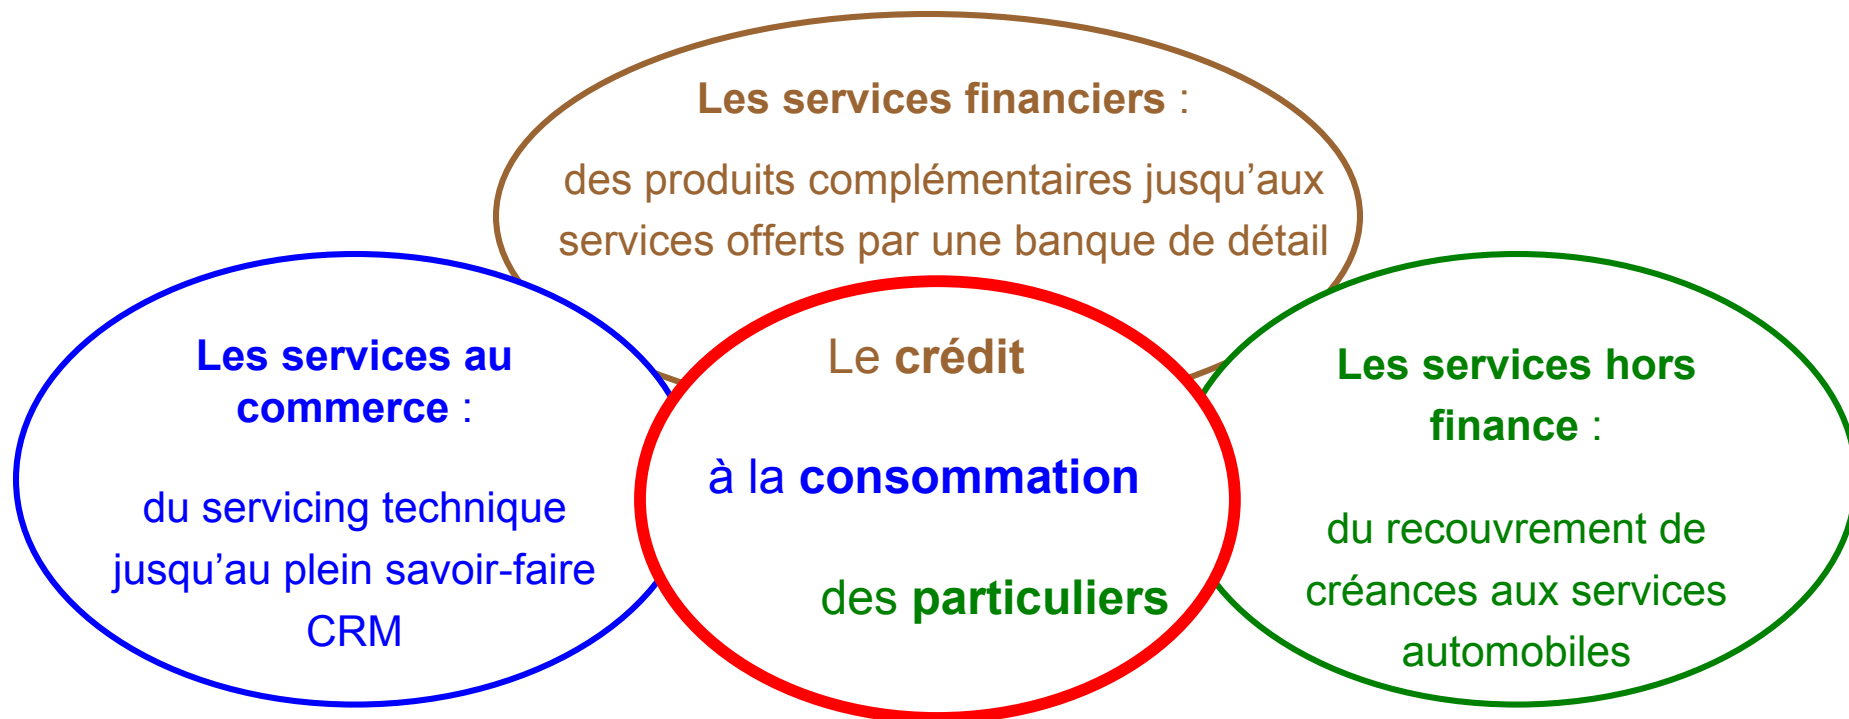 Les services financiers :
des produits complémentaires jusqu’aux
services offerts par une banque de détail
Les services au
commerce :
du servicing technique
jusqu’au plein savoir-faire
CRM
Le crédit
à la consommation
des particuliers
Les services hors
finance :
du recouvrement de
créances aux services
automobiles